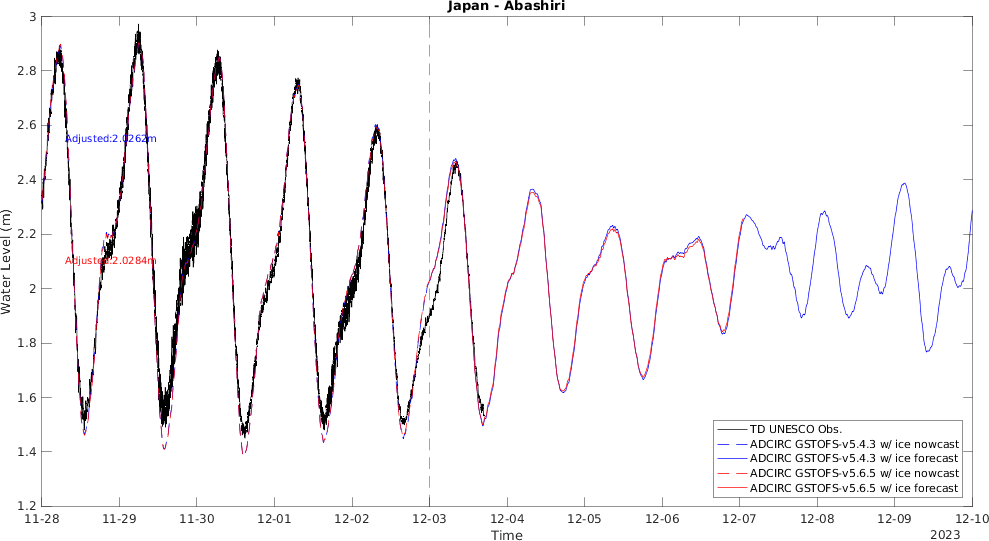 Japan - Abashiri
3
2.8
2.6
2.4
2.2
2
1.8
1.6
1.4
1.2
Water Level (m)
Adjusted:2.0262m
Adjusted:2.0284m
TD UNESCO Obs.
ADCIRC GSTOFS-v5.4.3 w/ ice nowcast
ADCIRC GSTOFS-v5.4.3 w/ ice forecast
ADCIRC GSTOFS-v5.6.5 w/ ice nowcast
ADCIRC GSTOFS-v5.6.5 w/ ice forecast
11-28 11-29 11-30 12-01 12-02 12-03 12-04 12-05 12-06 12-07 12-08 12-09 12-10
Time
2023